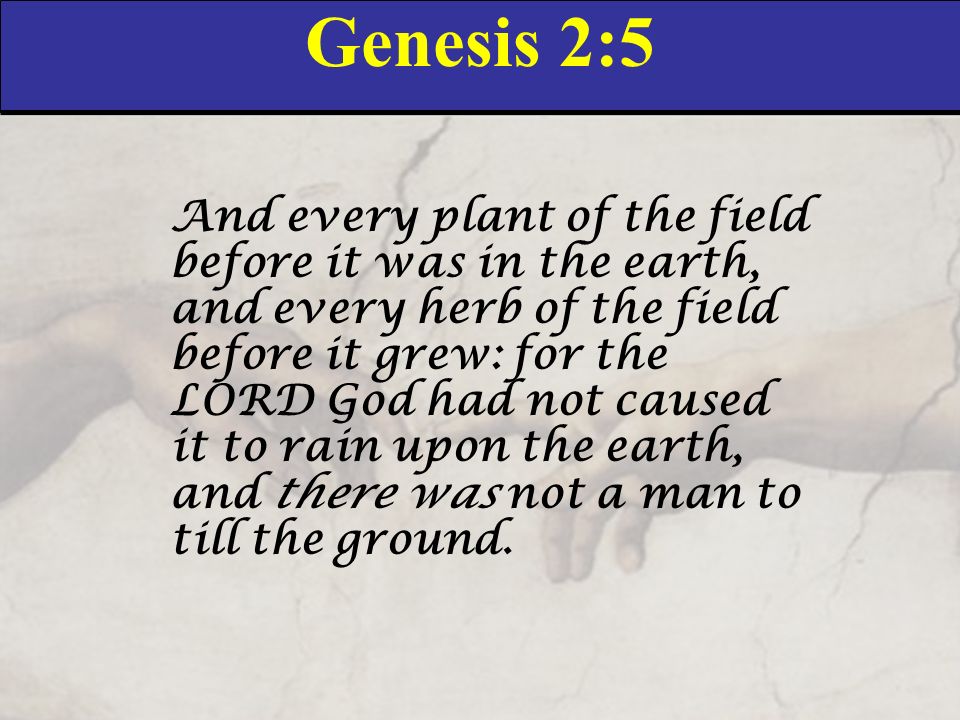 Genesis 2:5
And every plant of the field
before it was in the earth,
and every herb of the field
before it grew: for the
LORD God had not caused
it to rain upon the earth,
and there was not a man to
till the ground.